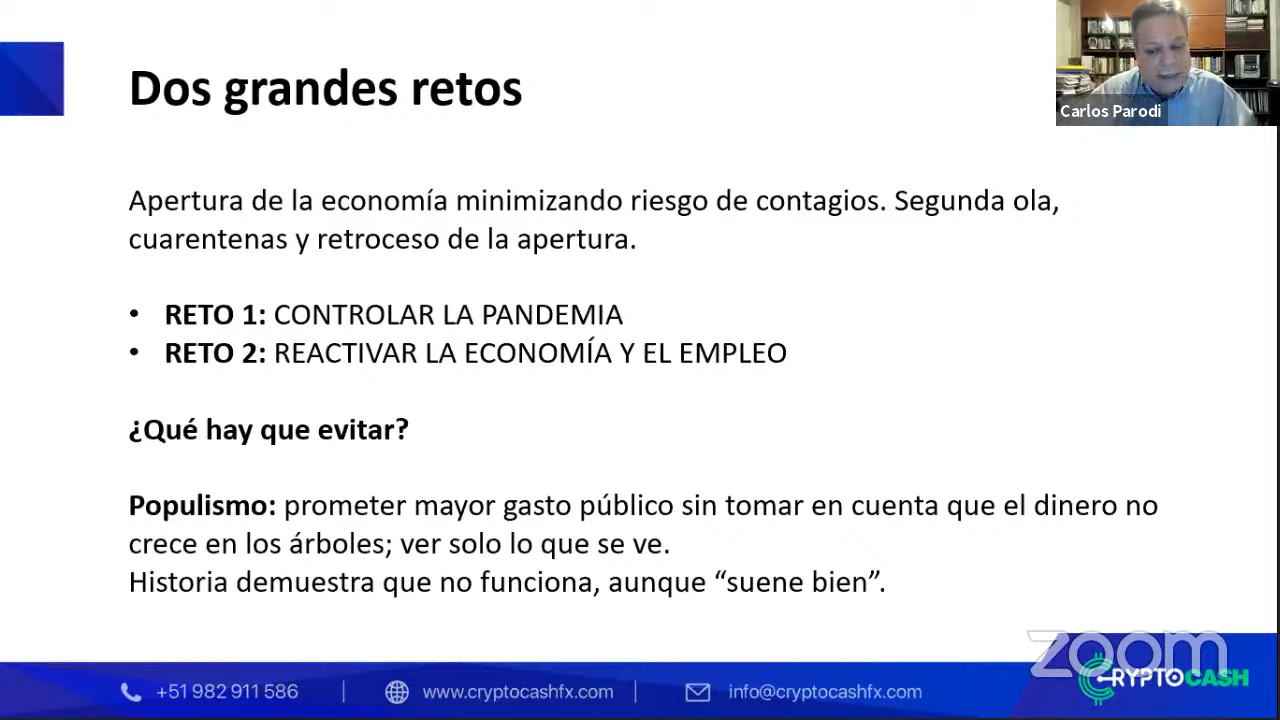 Dos grandes retos
Carlos Parodi
Apertura de la economía minimizando riesgo de contagios. Segunda ola,
cuarentenas y retroceso de la apertura.
• RETO 1: CONTROLAR LA PANDEMIA
• RETO 2: REACTIVAR LA ECONOMÍA Y EL EMPLEO
¿Qué hay que evitar?
Populismo: prometer mayor gasto público sin tomar en cuenta que el dinero no
crece en los árboles; ver solo lo que se ve.
Historia demuestra que no funciona, aunque “suene bien”.
zoom
+51 982 911 586 | www.cryptocashfx.com | info@cryptocashfx.com
CRYPTOCASH